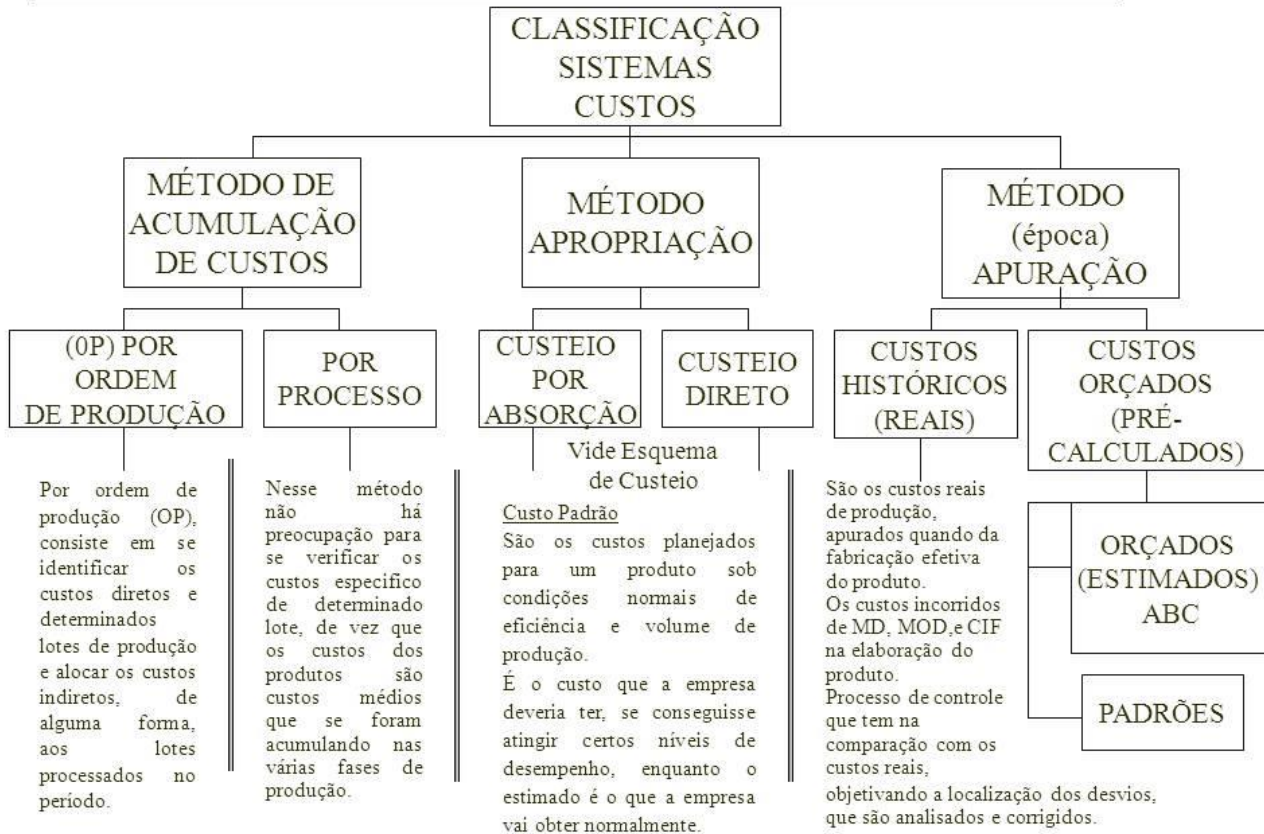 CLASSIFICAÇÃO
SISTEMAS
CUSTOS
MÉTODO DE
ACUMULAÇÃO
DE CUSTOS
MÉTODO
APROPRIAÇÃO
MÉTODO
(época)
APURAÇÃO
(0P) POR
ORDEM
DE PRODUÇÃO
POR
PROCESSO
CUSTEIO
POR
ABSORÇÃO
CUSTEIO
DIRETO
CUSTOS
HISTÓRICOS
(REAIS)
CUSTOS
ORÇADOS
(PRÉ-
CALCULADOS)
Por ordem de
produção (OP),
consiste em se
identificar os
custos diretos e
determinados
lotes de produção
e alocar os custos
indiretos, de
alguma forma,
aos lotes
processados no
período.
Nesse método
não há
preocupação para
se verificar os
custos especifico
de determinado
lote, de vez que
os custos dos
produtos são
custos médios
que se foram
acumulando nas
várias fases de
produção.
Vide Esquema
de Custeio
Custo Padrão
São os custos planejados
para um produto sob
condições normais de
eficiência e volume de
produção.
É o custo que a empresa
deveria ter, se conseguisse
atingir certos níveis de
desempenho, enquanto o
estimado é o que a empresa
vai obter normalmente.
São os custos reais
de produção,
apurados quando da
fabricação efetiva
do produto.
Os custos incorridos
de MD, MOD,e CIF
na elaboração do
produto.
Processo de controle
que tem na
comparação com os
custos reais,
objetivando a localização dos desvios,
que são analisados e corrigidos.
ORÇADOS
(ESTIMADOS)
ABC
PADRÕES